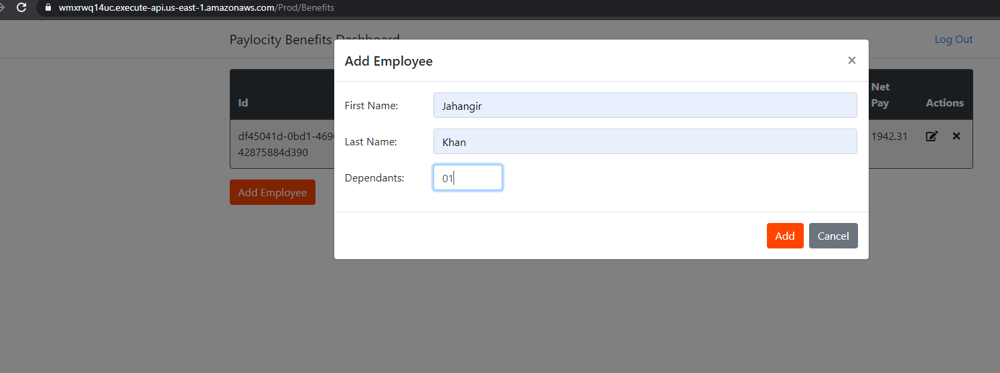 wmxrwq14uc.execute-api.us-east-1.amazonaws.com/Prod/Benefits
Paylocity Benefits Dashboard
Log Out
Add Employee
×
First Name:
Jahangir
Last Name:
Khan
Dependants:
01
Add
Cancel
Id
Net
Pay
Actions
df45041d-0bd1-469
42875884d390
1942.31
Add Employee